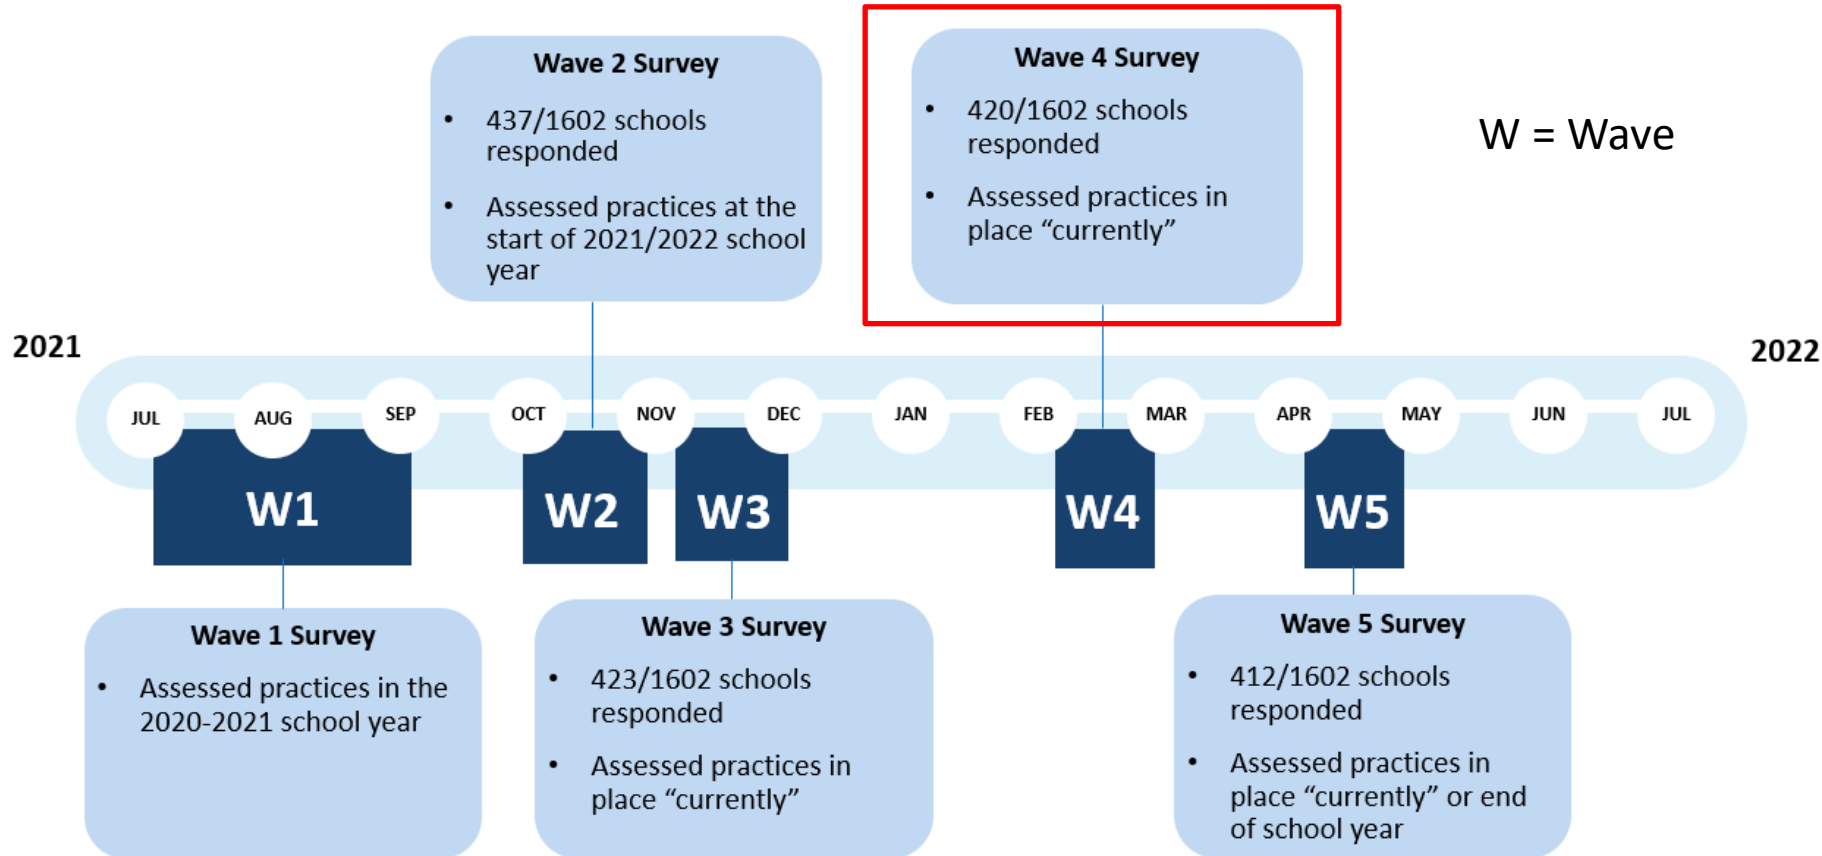 Wave 2 Survey
• 437/1602 schools
responded
• Assessed practices at the
start of 2021/2022 school
year
Wave 4 Survey
• 420/1602 schools
responded
• Assessed practices in
place “currently”
W = Wave
2021
2022
JUL
AUG
SEP
OCT
NOV
DEC
JAN
FEB
MAR
APR
MAY
JUN
JUL
W1
W2
W3
W4
W5
Wave 1 Survey
• Assessed practices in the
2020-2021 school year
Wave 3 Survey
• 423/1602 schools
responded
• Assessed practices in
place “currently”
Wave 5 Survey
• 412/1602 schools
responded
• Assessed practices in
place “currently” or end
of school year